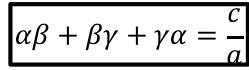 αβ + βγ + γα = c/a